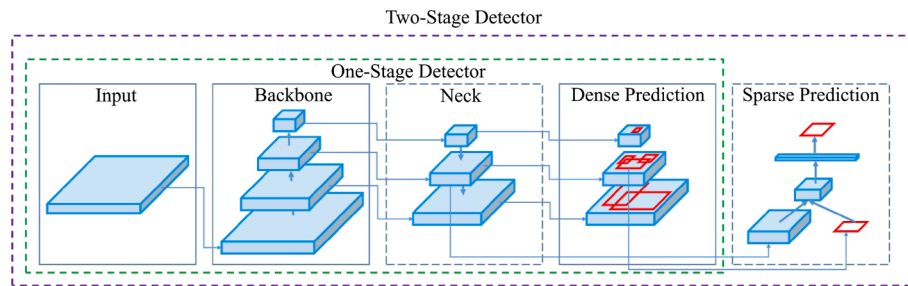 Two-Stage Detector
One-Stage Detector
Input
Backbone
Neck
Dense Prediction
Sparse Prediction